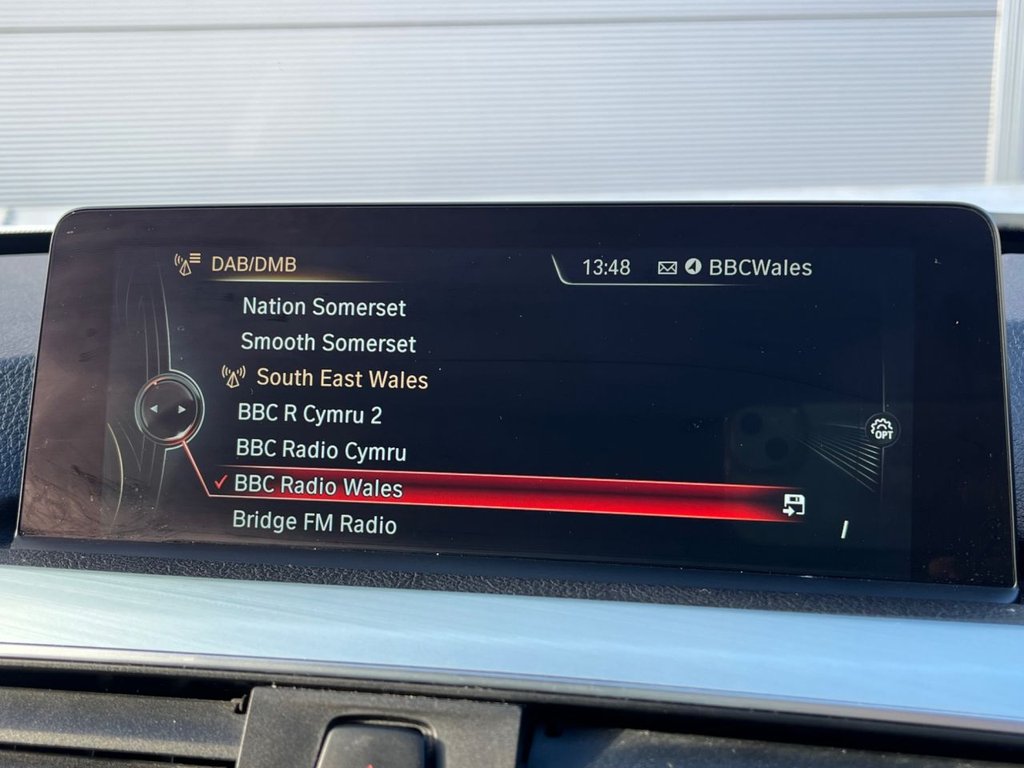 DAB/DMB
13:48 BBCWales
Nation Somerset
Smooth Somerset
South East Wales
BBC R Cymru 2
BBC Radio Cymru
BBC Radio Wales
Bridge FM Radio
OPT